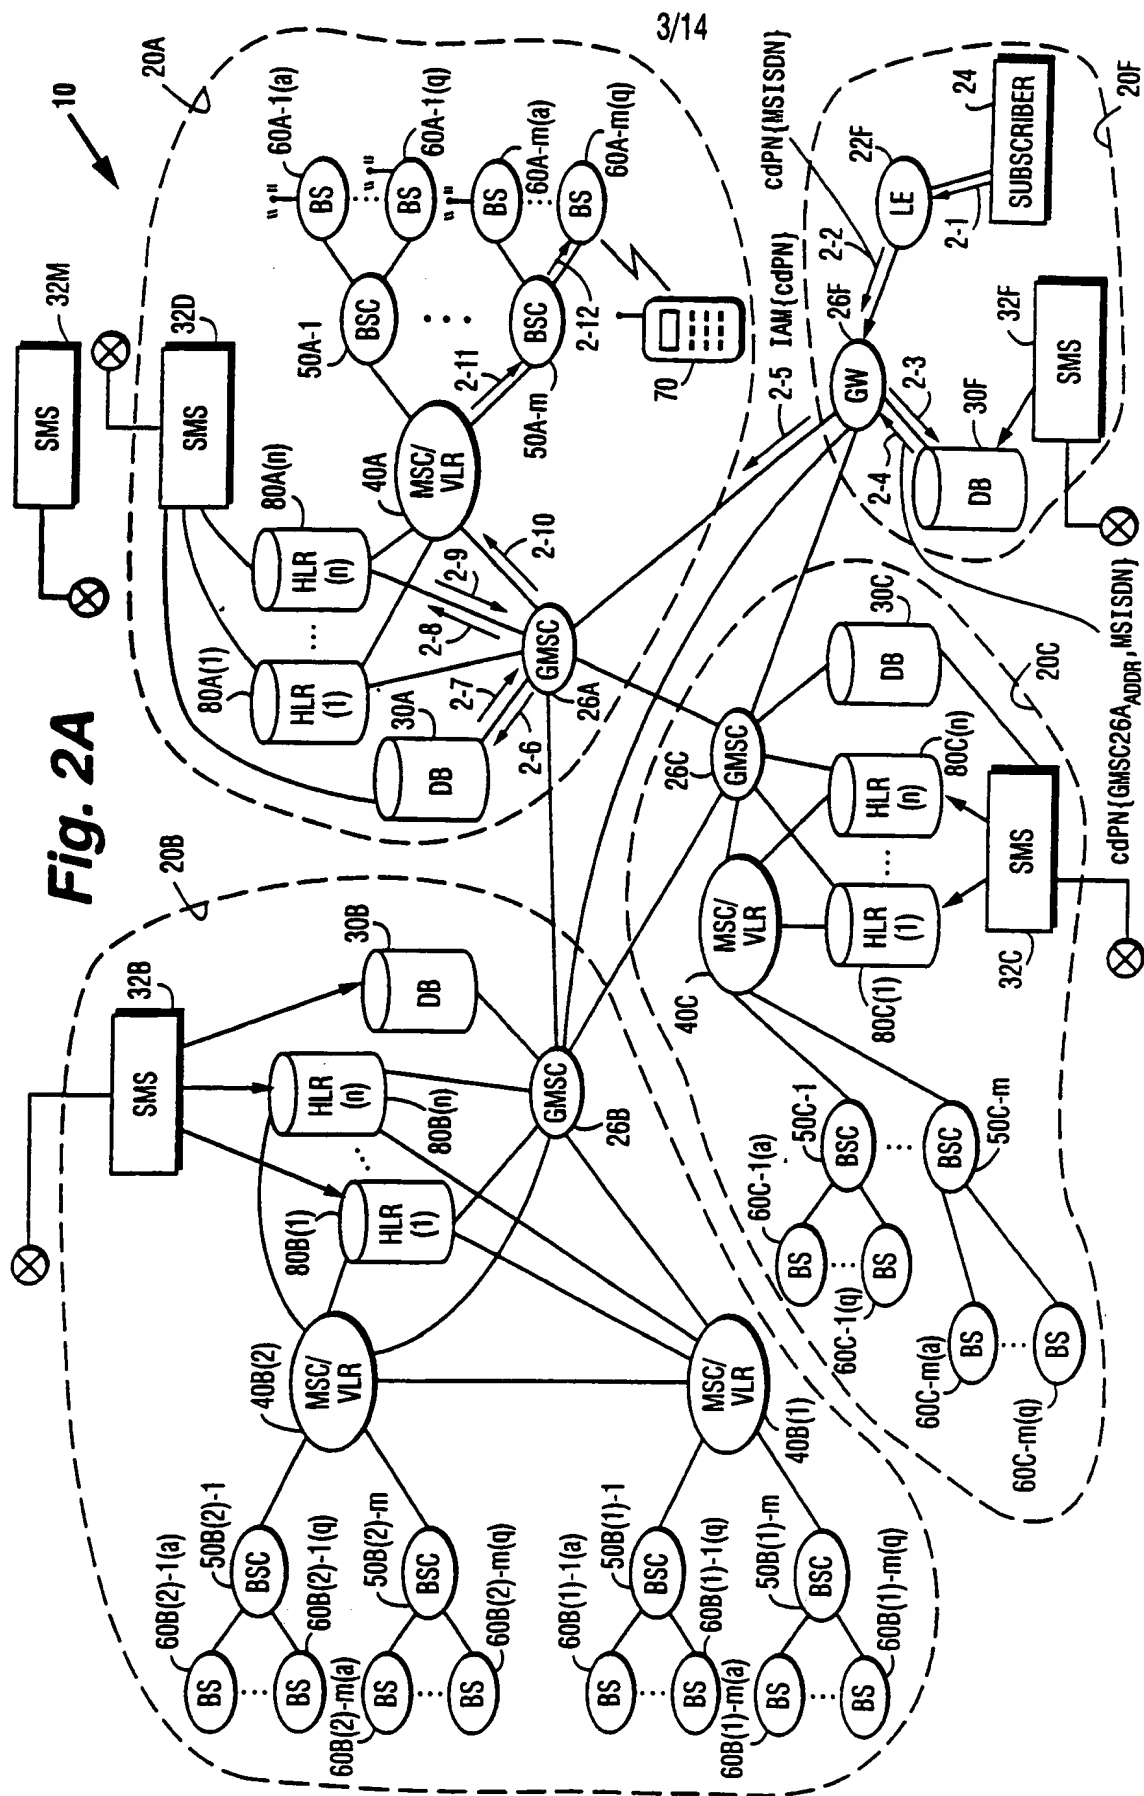 3/14
Fig. 2A
10
20B
32B
SMS
30B
DB
HLR
(n)
80B(n)
...
HLR
(1)
80B(1)
GMSC
26B
40B(2)
MSC/
VLR
MSC/
VLR
40B(1)
60B(2)-1(a)
50B(2)-1
BS
BSC
...
BS
60B(2)-1(q)
60B(2)-m(a)
50B(2)-m
BS
BSC
...
BS
60B(2)-m(q)
60B(1)-1(a)
50B(1)-1
BS
BSC
...
BS
60B(1)-1(q)
60B(1)-m(a)
50B(1)-m
BS
BSC
...
BS
60B(1)-m(q)
SMS
32M
20A
32D
SMS
80A(1)
HLR
(1)
...
80A(n)
HLR
(n)
30A
DB
2-6
2-7
2-8
2-9
2-10
GMSC
26A
40A
MSC/
VLR
50A-1
BSC
...
BSC
50A-m
2-11
2-12
60A-1(a)
BS
...
BS
60A-1(q)
BS
60A-m(a)
...
BS
60A-m(q)
70
26C
GMSC
30C
DB
20C
40C
MSC/
VLR
HLR
(n)
80C(n)
...
HLR
(1)
80C(1)
SMS
32C
50C-1
BSC
...
BSC
50C-m
60C-1(a)
BS
...
BS
60C-1(q)
60C-m(a)
BS
...
BS
60C-m(q)
2-5 IAM{cdPN}
cdPN{MSISDN}
2-2
26F
GW
2-3
2-4
30F
DB
32F
SMS
22F
LE
2-1
24
SUBSCRIBER
20F
cdPN{GMSC26A ADDR, MSISDN}